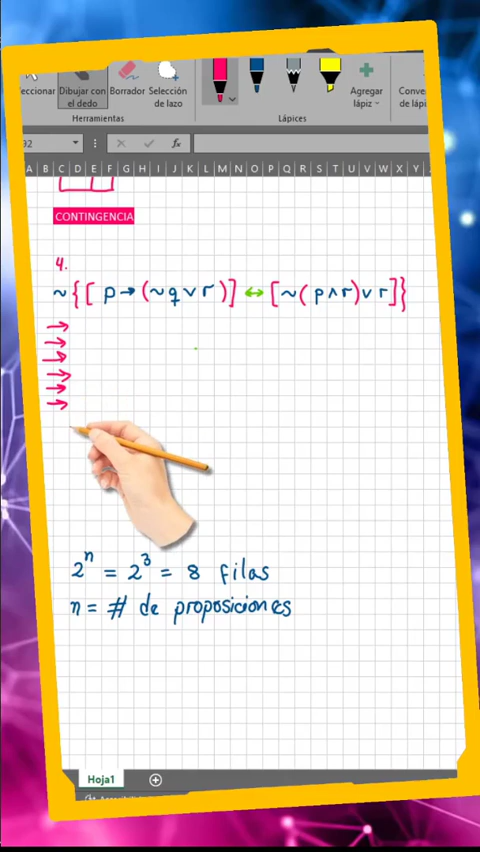 Dibujar con el dedo
Borrador
Selección de lazo
Agregar lápiz
Herramientas
Lápices
fx
A B C D E F G H I J K L M N O P Q R S T U V W X Y
CONTINGENCIA
4.
~{[ p → (~q ∨ r)] ↔ [~(p ∧ r) ∨ r]}
2ⁿ = 2³ = 8 filas
n = # de proposiciones
Hoja1